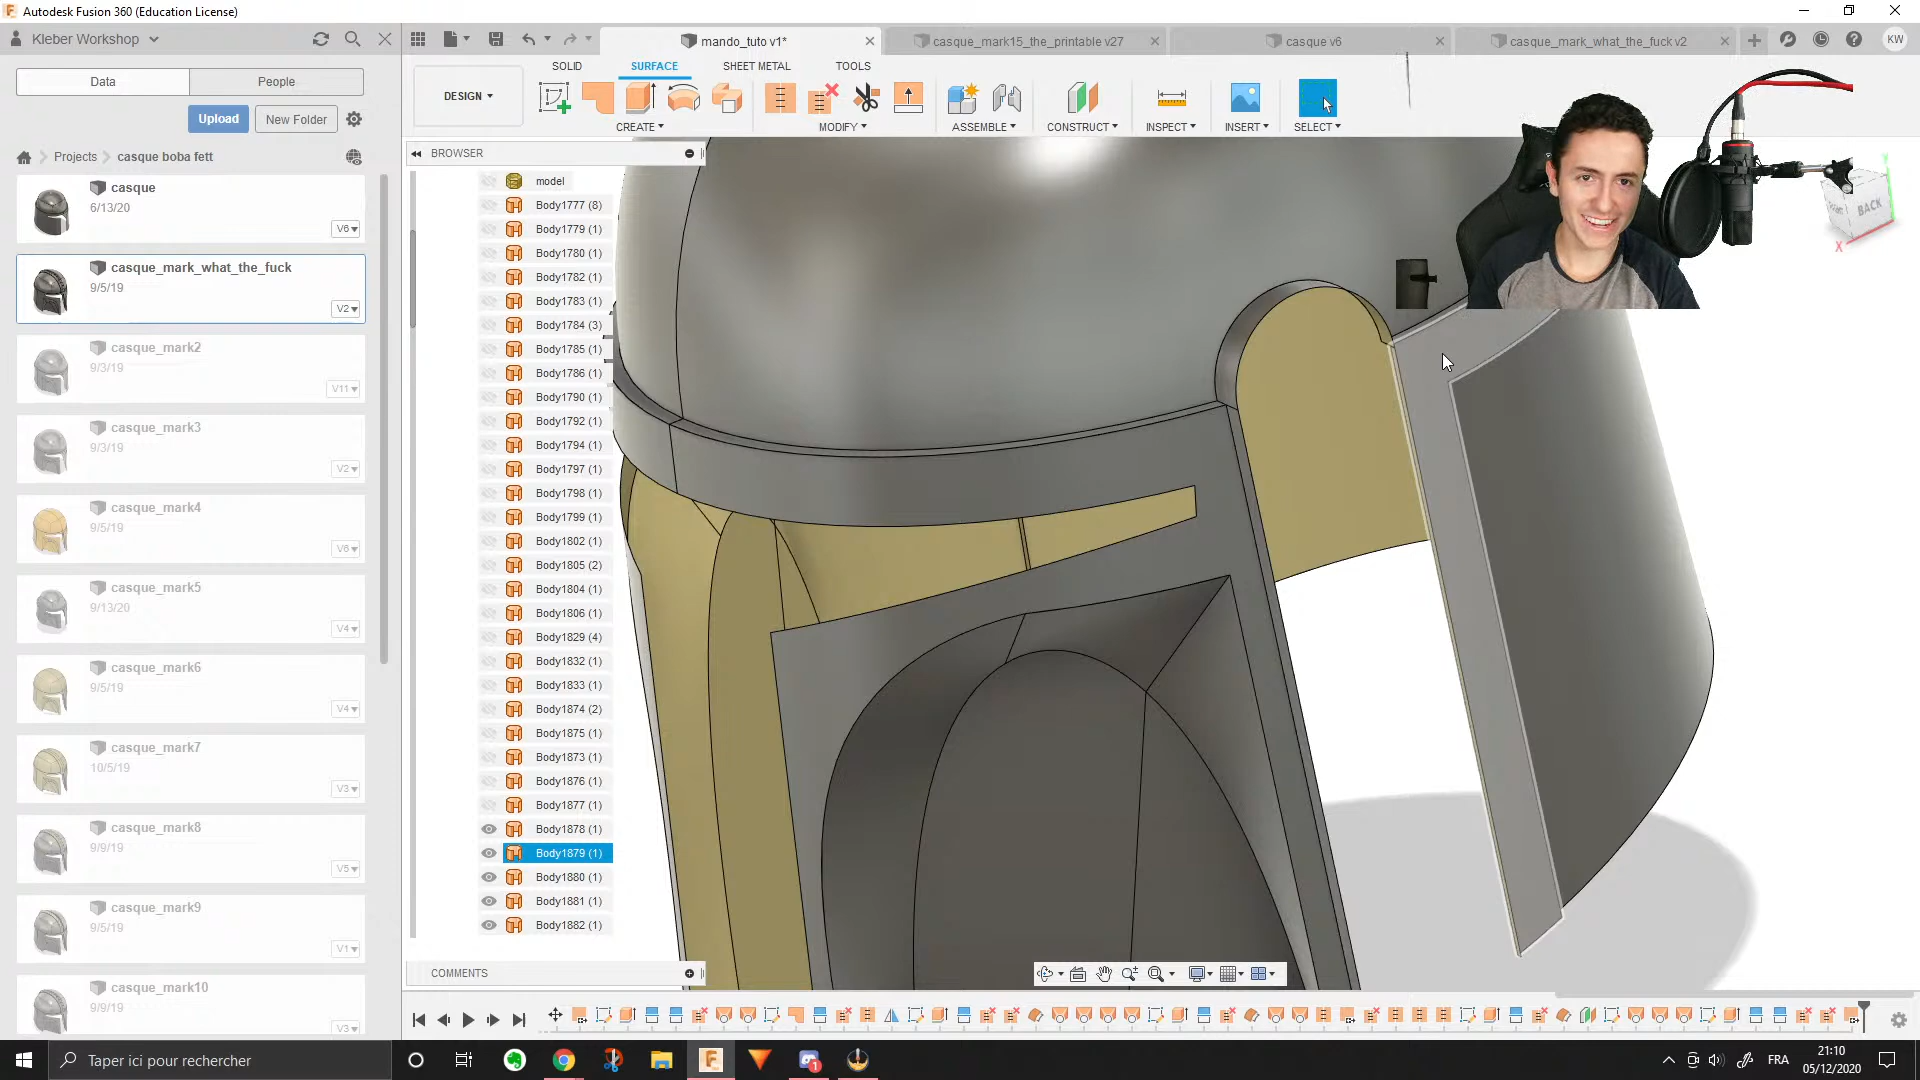 Autodesk Fusion 360 (Education License)
Kleber Workshop
Data
People
Upload
New Folder
Projects
casque boba fett
casque
6/13/20
V6
casque_mark_what_the_fuck
9/5/19
V2
casque_mark2
9/3/19
V11
casque_mark3
9/3/19
V2
casque_mark4
9/5/19
V6
casque_mark5
9/13/20
V4
casque_mark6
9/5/19
V4
casque_mark7
10/5/19
V3
casque_mark8
9/9/19
V5
casque_mark9
9/5/19
V1
casque_mark10
9/9/19
V3
mando_tuto v1*
casque_mark15_the_printable v27
casque v6
casque_mark_what_the_fuck v2
KW
SOLID
SURFACE
SHEET METAL
TOOLS
DESIGN
CREATE
MODIFY
ASSEMBLE
CONSTRUCT
INSPECT
INSERT
SELECT
BROWSER
model
Body1777 (8)
Body1779 (1)
Body1780 (1)
Body1782 (1)
Body1783 (1)
Body1784 (3)
Body1785 (1)
Body1786 (1)
Body1790 (1)
Body1792 (1)
Body1794 (1)
Body1797 (1)
Body1798 (1)
Body1799 (1)
Body1802 (1)
Body1805 (2)
Body1804 (1)
Body1806 (1)
Body1829 (4)
Body1832 (1)
Body1833 (1)
Body1874 (2)
Body1875 (1)
Body1873 (1)
Body1876 (1)
Body1877 (1)
Body1878 (1)
Body1879 (1)
Body1880 (1)
Body1881 (1)
Body1882 (1)
BACK
X
COMMENTS
Taper ici pour rechercher
1
FRA
21:10
05/12/2020